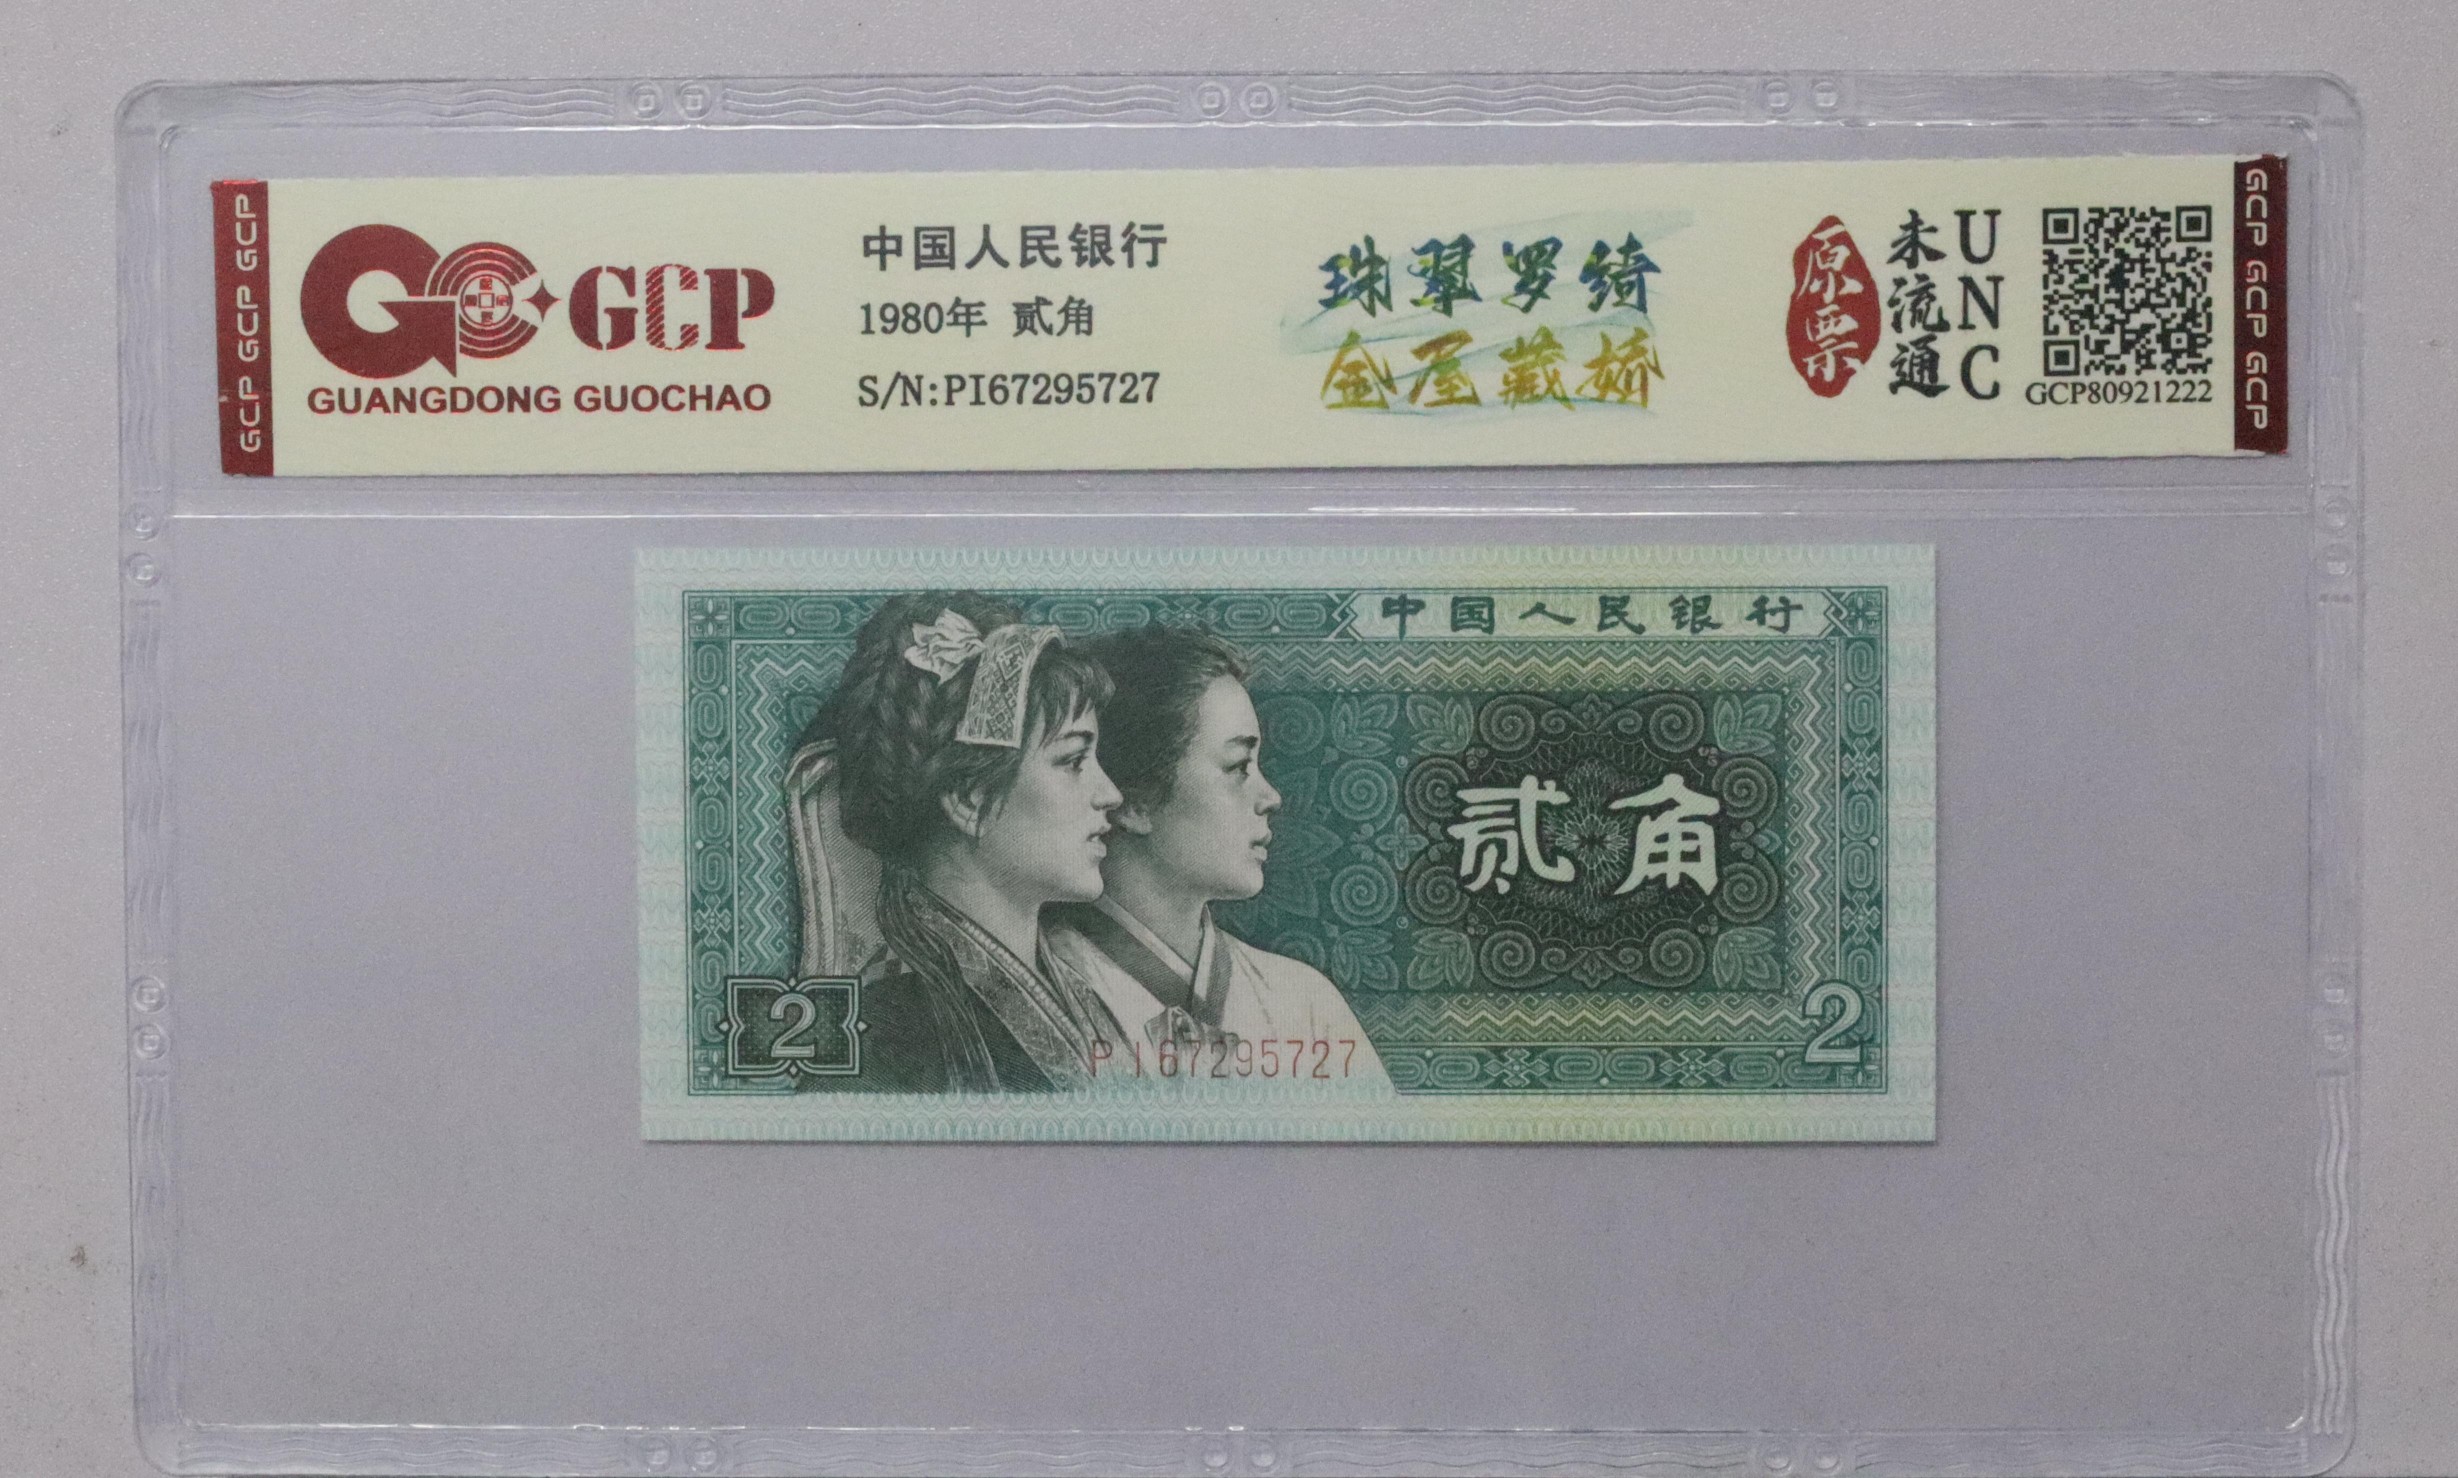 GCP GCP GCP
GCP
GUANGDONG GUOCHAO
中国人民银行
1980年 贰角
S/N:PI67295727
珠翠罗绮
金屋藏娇
原票
未流通
UNC
GCP80921222
GCP GCP GCP
中国人民银行
贰角
2
2
PI67295727